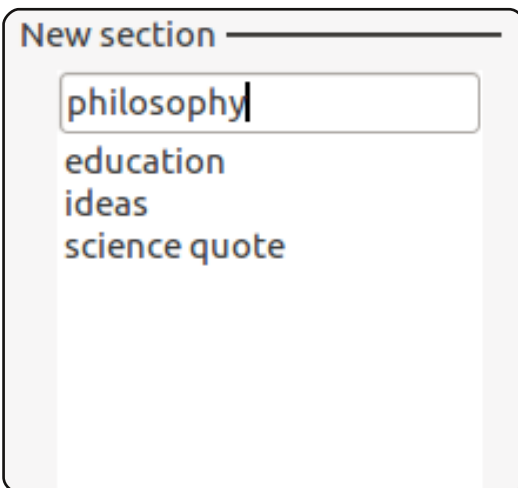 New section
philosophy
education
ideas
science quote